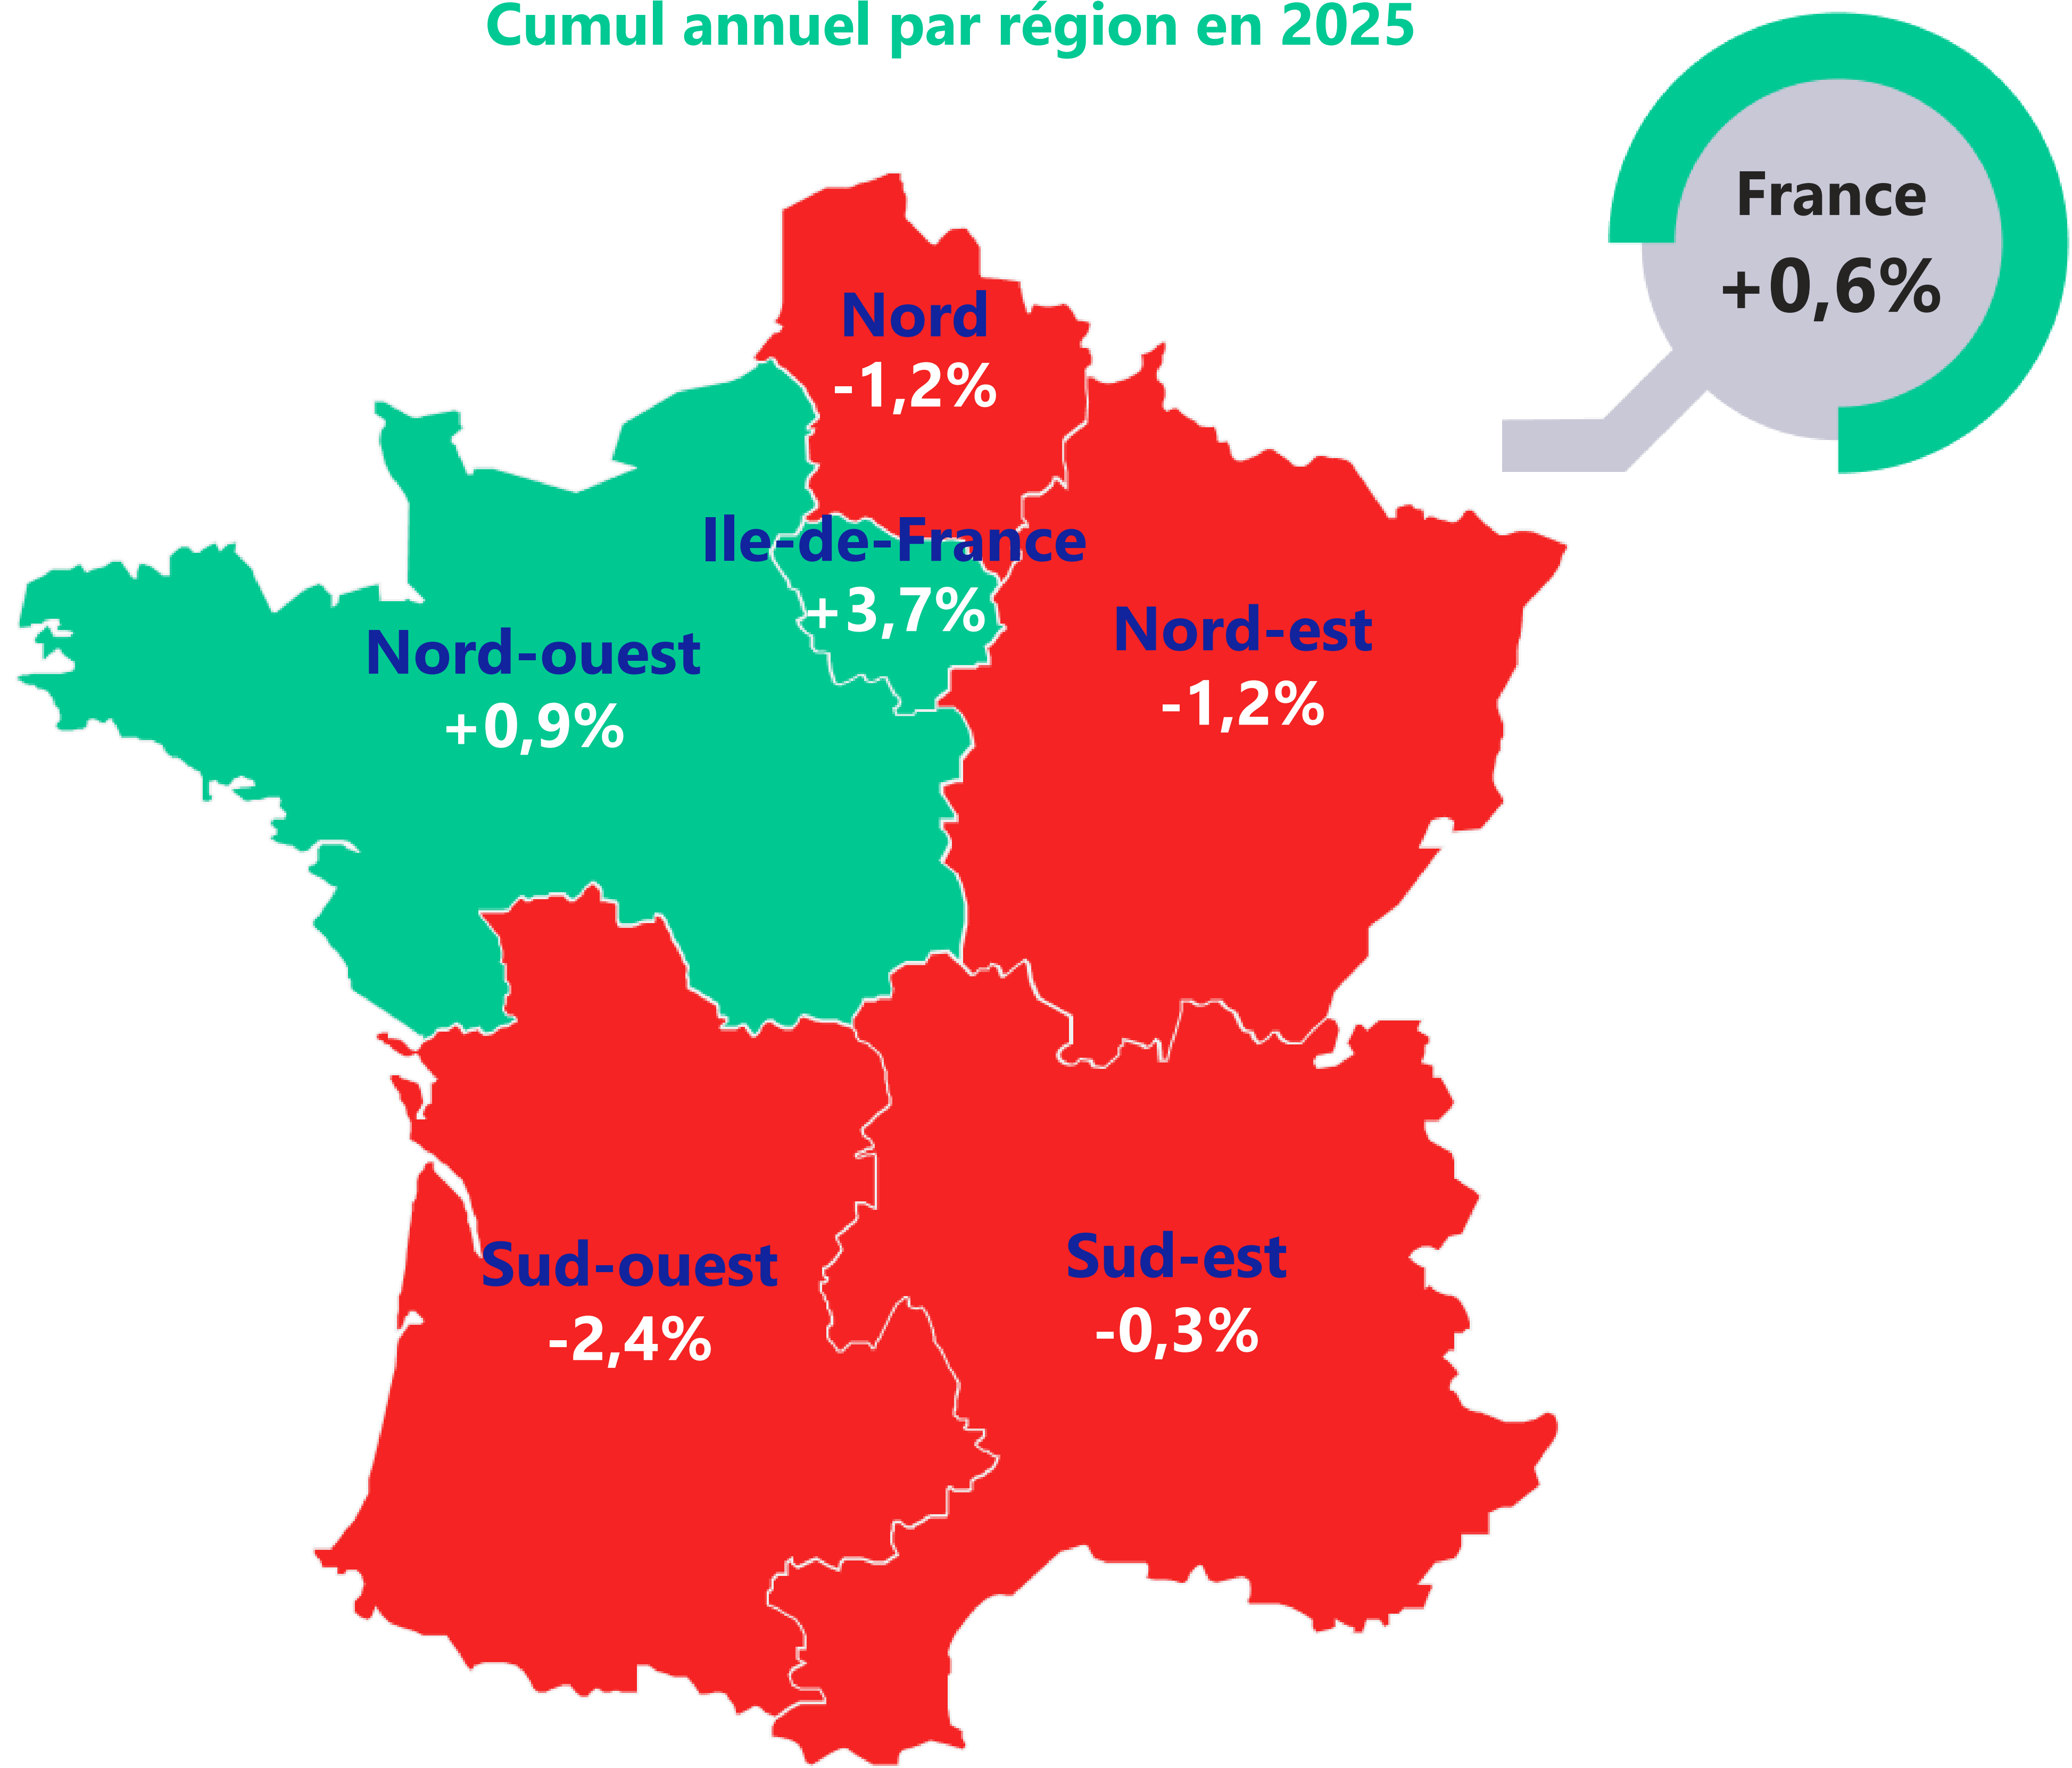 Cumul annuel par région en 2025
France
+0,6%
Nord
-1,2%
Ile-de-France
+3,7%
Nord-ouest
+0,9%
Nord-est
-1,2%
Sud-ouest
-2,4%
Sud-est
-0,3%